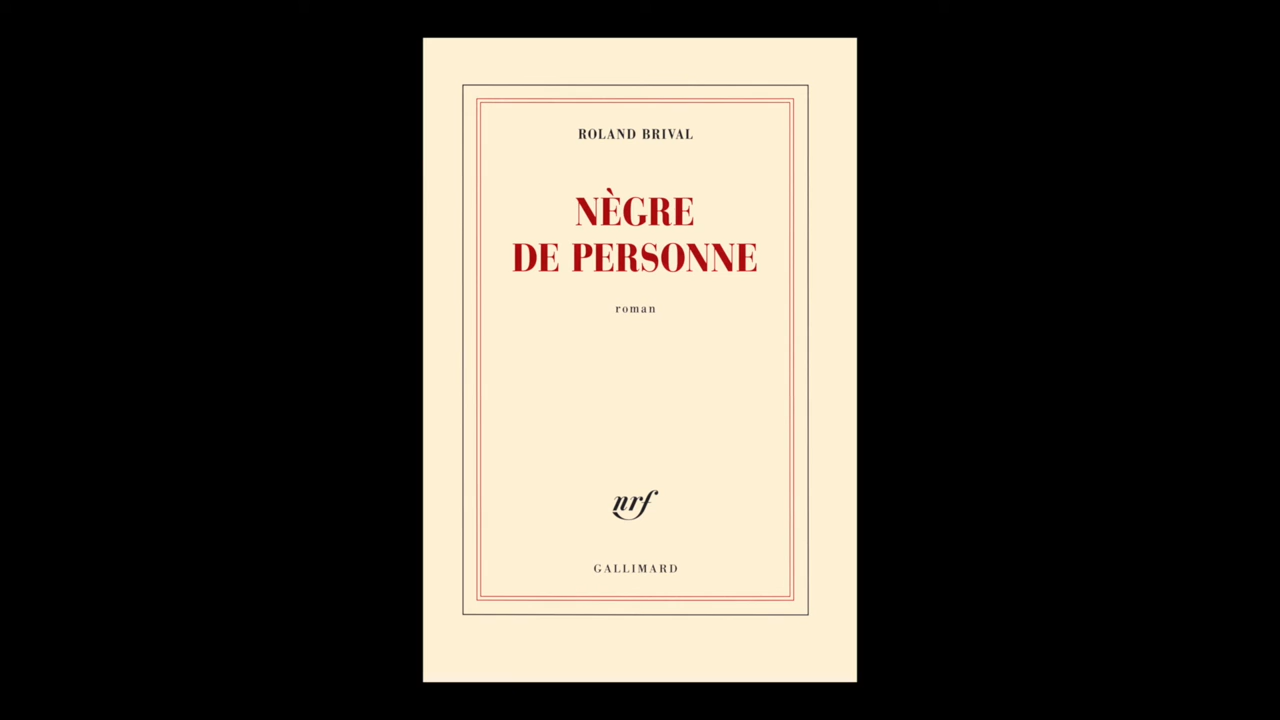 ROLAND BRIVAL
NÈGRE
DE PERSONNE
roman
nrf
GALLIMARD